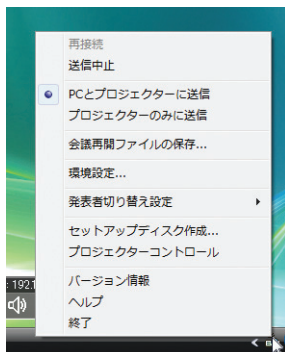 再接続
送信中止
PCとプロジェクターに送信
プロジェクターのみに送信
会議再開ファイルの保存...
環境設定...
発表者切り替え設定
セットアップディスク作成...
プロジェクターコントロール
バージョン情報
ヘルプ
終了
: 192.1